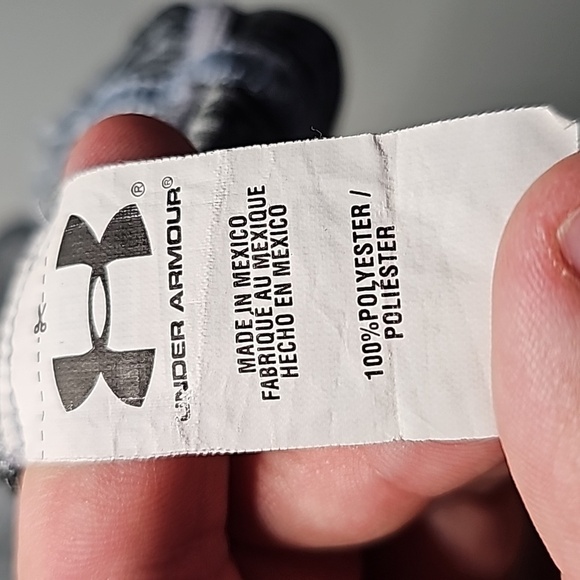 ®
UNDER ARMOUR®
MADE IN MEXICO
FABRIQUÉ AU MEXIQUE
HECHO EN MEXICO
100%POLYESTER /
POLIÉSTER